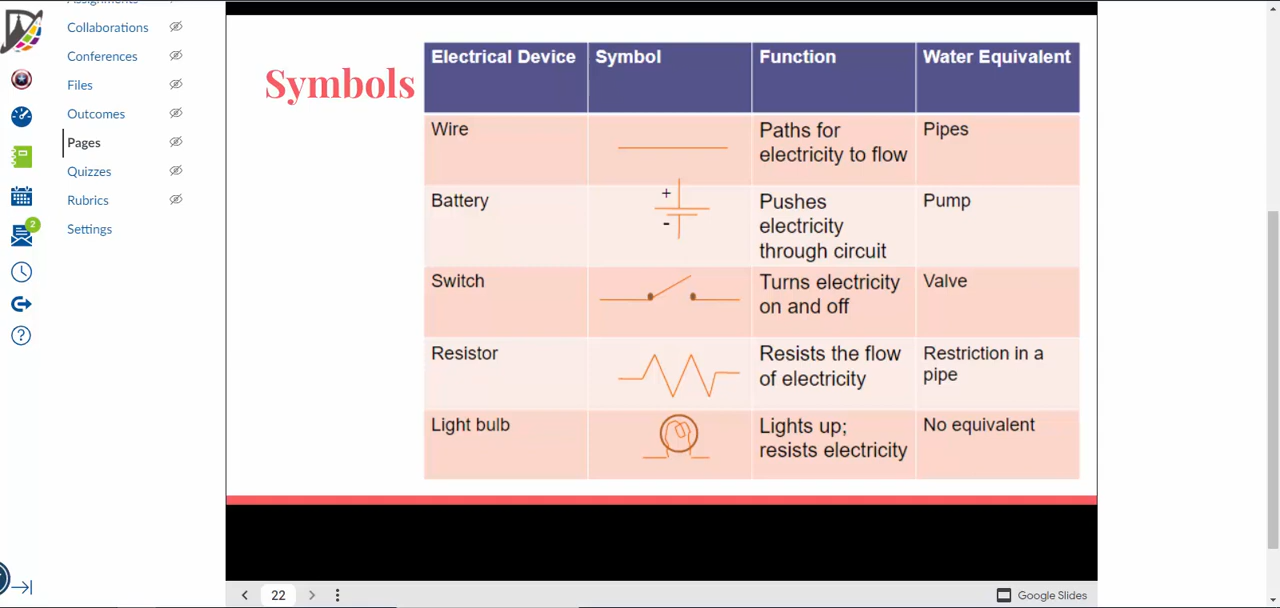 Assignments
Collaborations
Conferences
Files
Outcomes
Pages
Quizzes
Rubrics
Settings
2
Symbols
Electrical Device Symbol Function Water Equivalent
Wire Paths for electricity to flow Pipes
Battery + - Pushes electricity through circuit Pump
Switch Turns electricity on and off Valve
Resistor Resists the flow of electricity Restriction in a pipe
Light bulb Lights up; resists electricity No equivalent
22
Google Slides